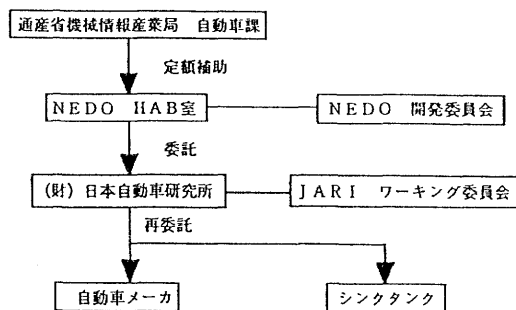 通産省機械情報産業局　自動車課
定額補助
ＮＥＤＯ　ＨＡＢ室
ＮＥＤＯ　開発委員会
委託
(財)日本自動車研究所
ＪＡＲＩ　ワーキング委員会
再委託
自動車メーカ
シンクタンク